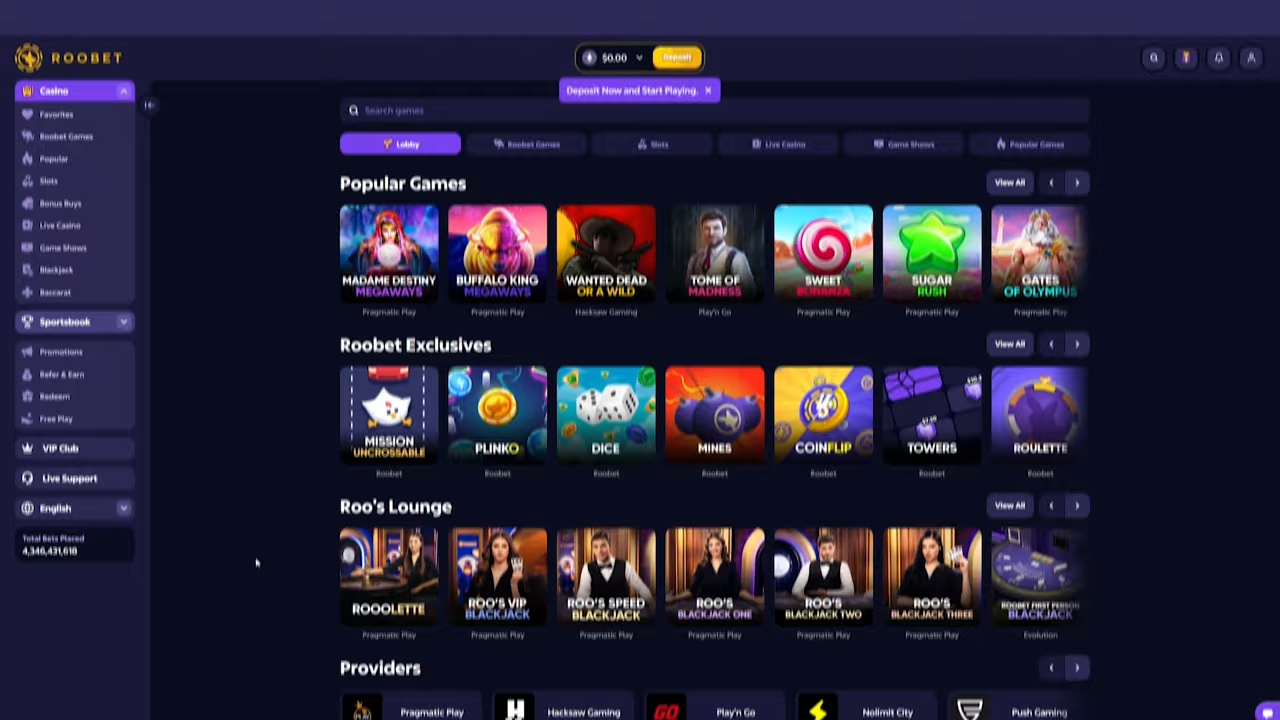 ROOBET
$0.00
Deposit
Deposit Now and Start Playing. ×
Casino
Favorites
Roobet Games
Popular
Slots
Bonus Buys
Live Casino
Game Shows
Blackjack
Baccarat
Sportsbook
Promotions
Refer & Earn
Redeem
Free Play
VIP Club
Live Support
English
Total Bets Placed
4,346,431,618
Search games
Lobby
Roobet Games
Slots
Live Casino
Game Shows
Popular Games
Popular Games
View All
MADAME DESTINY
MEGAWAYS
BUFFALO KING
MEGAWAYS
WANTED DEAD
OR A WILD
TOME OF
MADNESS
SWEET
BONANZA
SUGAR
RUSH
GATES
OF OLYMPUS
Pragmatic Play
Pragmatic Play
Hacksaw Gaming
Play'n Go
Pragmatic Play
Pragmatic Play
Pragmatic Play
Roobet Exclusives
View All
MISSION
UNCROSSABLE
PLINKO
DICE
MINES
COINFLIP
TOWERS
ROULETTE
Roobet
Roobet
Roobet
Roobet
Roobet
Roobet
Roobet
Roo's Lounge
View All
ROOOLETTE
ROO'S VIP
BLACKJACK
ROO'S SPEED
BLACKJACK
ROO'S
BLACKJACK ONE
ROO'S
BLACKJACK TWO
ROO'S
BLACKJACK THREE
ROOBET FIRST PERSON
BLACKJACK
Pragmatic Play
Pragmatic Play
Pragmatic Play
Pragmatic Play
Pragmatic Play
Pragmatic Play
Evolution
Providers
Pragmatic Play
H
Hacksaw Gaming
GO
Play'n Go
Nolimit City
Push Gaming